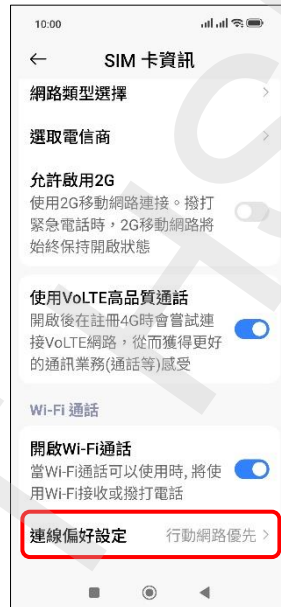 10:00
SIM 卡資訊
網路類型選擇
選取電信商
允許啟用2G
使用2G移動網路連接。撥打
緊急電話時，2G移動網路將
始終保持開啟狀態
使用VoLTE高品質通話
開啟後在註冊4G時會嘗試連
接VoLTE網路，從而獲得更好
的通訊業務(通話等)感受
Wi-Fi 通話
開啟Wi-Fi通話
當Wi-Fi通話可以使用時, 將使
用Wi-Fi接收或撥打電話
連線偏好設定 行動網路優先